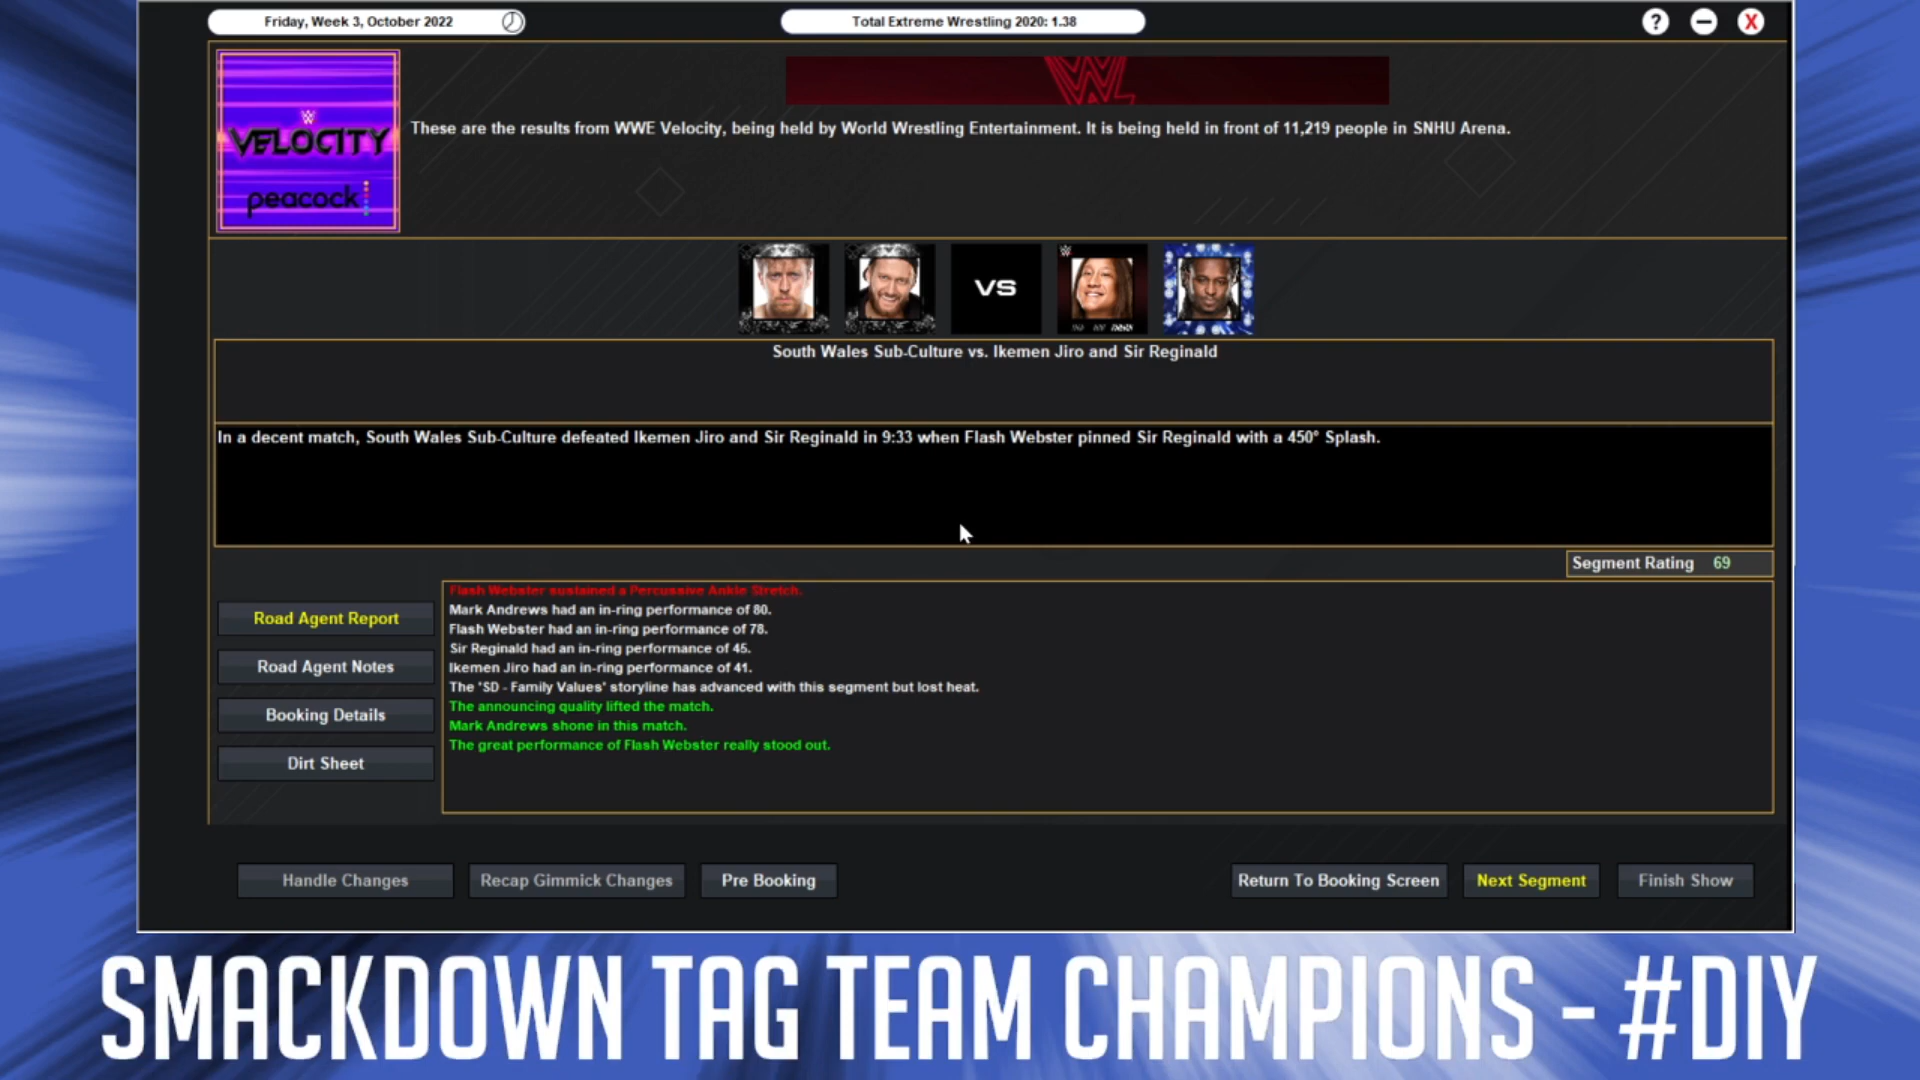 Friday, Week 3, October 2022
Total Extreme Wrestling 2020: 1.38
?
X
VELOCITY
peacock
These are the results from WWE Velocity, being held by World Wrestling Entertainment. It is being held in front of 11,219 people in SNHU Arena.
VS
South Wales Sub-Culture vs. Ikemen Jiro and Sir Reginald
In a decent match, South Wales Sub-Culture defeated Ikemen Jiro and Sir Reginald in 9:33 when Flash Webster pinned Sir Reginald with a 450° Splash.
Segment Rating 69
Road Agent Report
Road Agent Notes
Booking Details
Dirt Sheet
Flash Webster sustained a Percussive Ankle Stretch.
Mark Andrews had an in-ring performance of 80.
Flash Webster had an in-ring performance of 78.
Sir Reginald had an in-ring performance of 45.
Ikemen Jiro had an in-ring performance of 41.
The 'SD - Family Values' storyline has advanced with this segment but lost heat.
The announcing quality lifted the match.
Mark Andrews shone in this match.
The great performance of Flash Webster really stood out.
Handle Changes
Recap Gimmick Changes
Pre Booking
Return To Booking Screen
Next Segment
Finish Show
SMACKDOWN TAG TEAM CHAMPIONS - #DIY